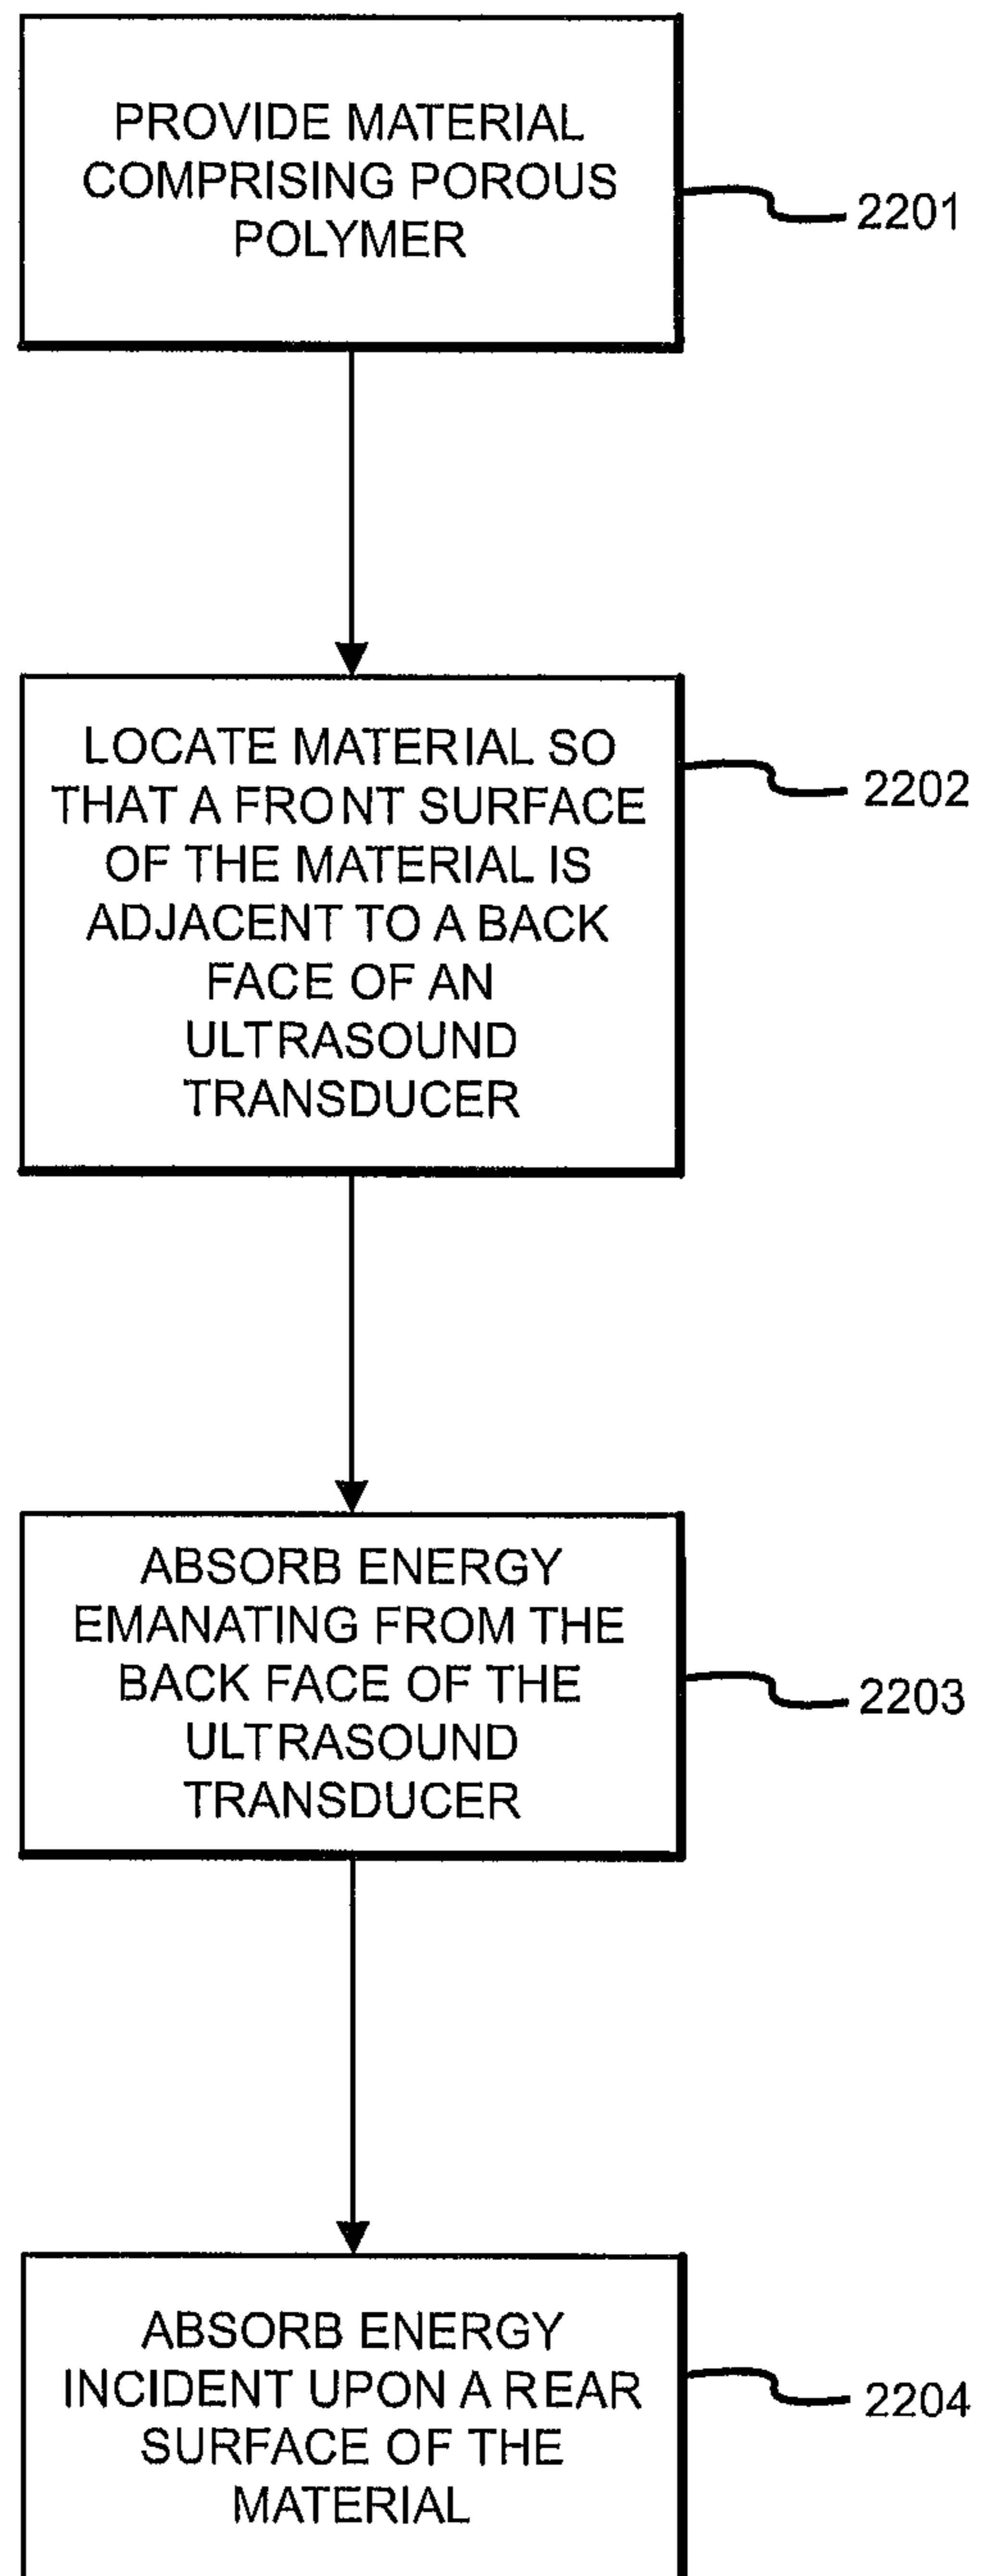 PROVIDE MATERIAL
COMPRISING POROUS
POLYMER
2201
LOCATE MATERIAL SO
THAT A FRONT SURFACE
OF THE MATERIAL IS
ADJACENT TO A BACK
FACE OF AN
ULTRASOUND
TRANSDUCER
2202
ABSORB ENERGY
EMANATING FROM THE
BACK FACE OF THE
ULTRASOUND
TRANSDUCER
2203
ABSORB ENERGY
INCIDENT UPON A REAR
SURFACE OF THE
MATERIAL
2204